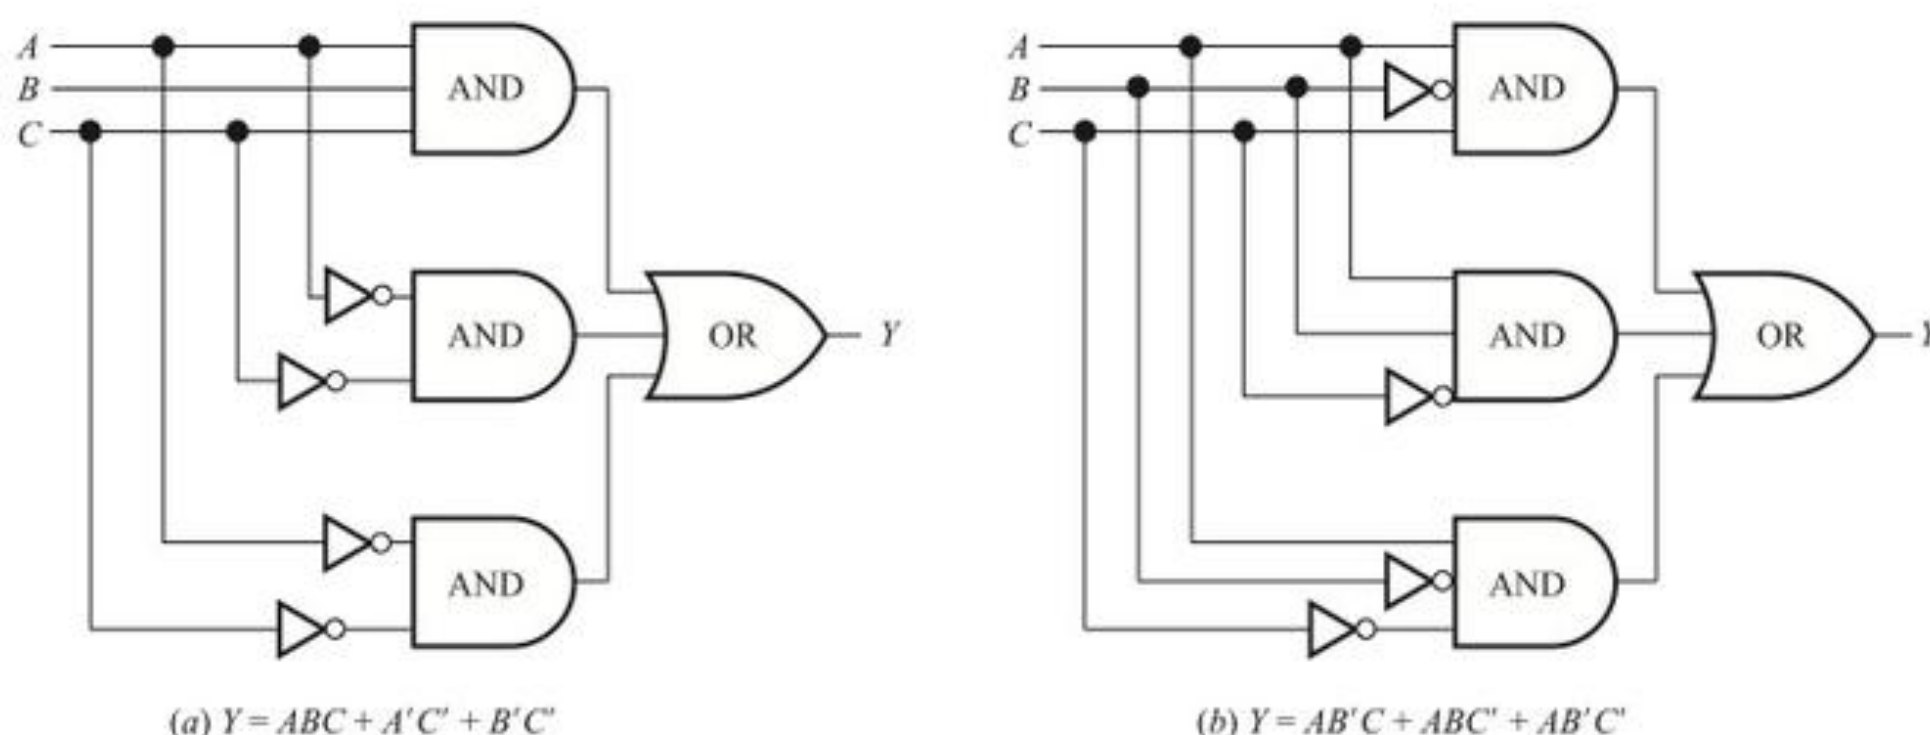 A
B
C
AND
AND
AND
OR
Y
(a) Y = ABC + A'C' + B'C'
A
B
C
AND
AND
AND
OR
Y
(b) Y = AB'C + ABC' + AB'C'